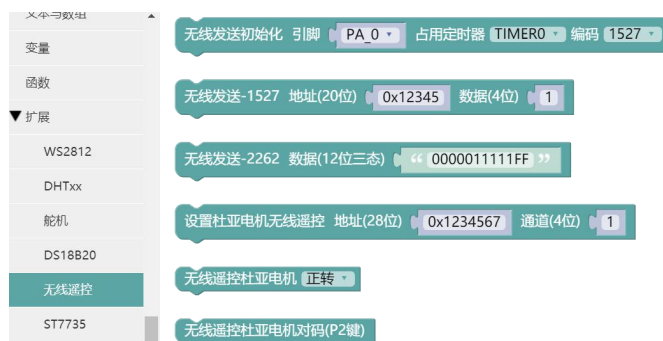 文本与数组
变量
函数
扩展
WS2812
DHTxx
舵机
DS18B20
无线遥控
ST7735
无线发送初始化 引脚 PA_0 占用定时器 TIMER0 编码 1527
无线发送-1527 地址(20位) 0x12345 数据(4位) 1
无线发送-2262 数据(12位三态) “ 0000011111FF ”
设置杜亚电机无线遥控 地址(28位) 0x1234567 通道(4位) 1
无线遥控杜亚电机 正转
无线遥控杜亚电机对码(P2键)